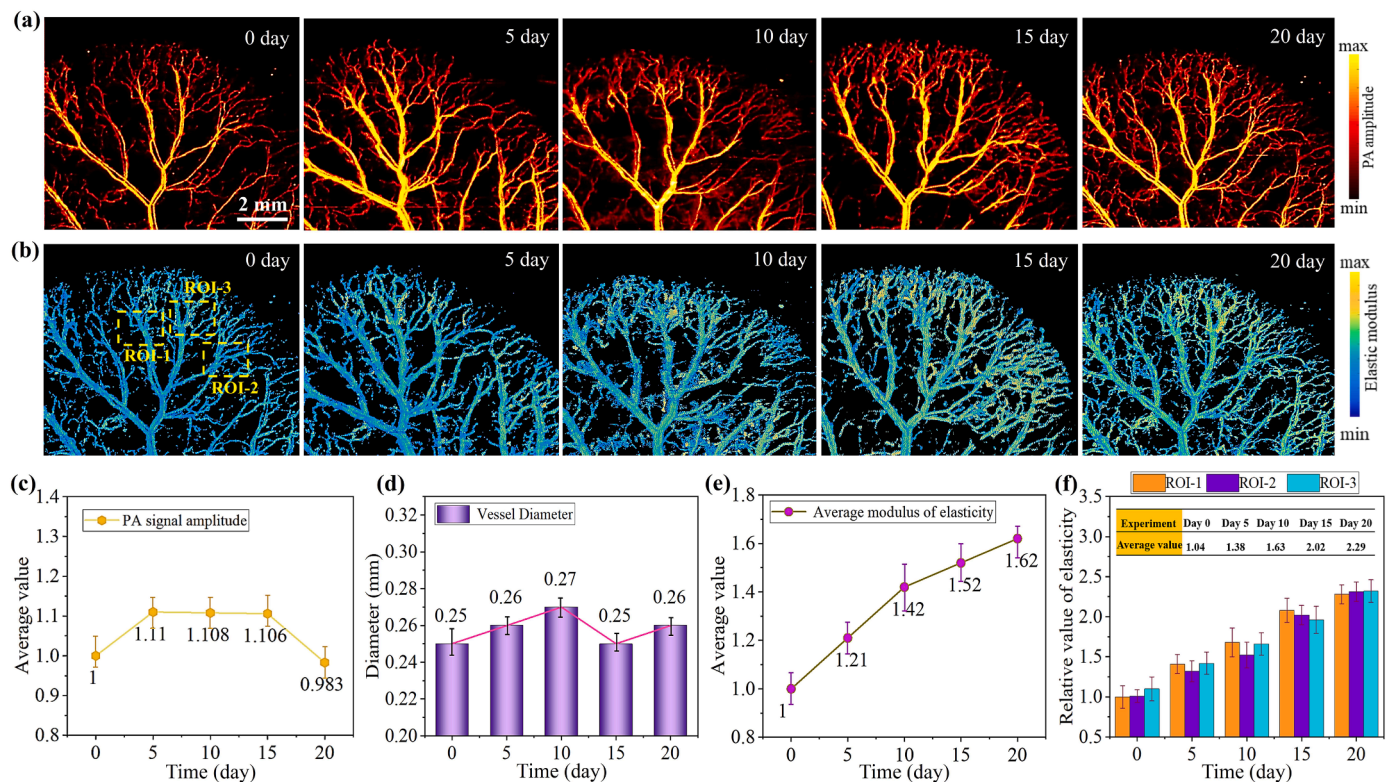 (a)
0 day
5 day
10 day
15 day
20 day
2 mm
max
PA amplitude
min
(b)
0 day
5 day
10 day
15 day
20 day
ROI-3
ROI-1
ROI-2
max
Elastic modulus
min
(c)
Average value
1.4
1.3
1.2
1.1
1.0
0.9
0.8
PA signal amplitude
1
1.11
1.108
1.106
0.983
0 5 10 15 20
Time (day)
(d)
Diameter (mm)
0.32
0.30
0.28
0.26
0.24
0.22
0.20
Vessel Diameter
0.25
0.26
0.27
0.25
0.26
0 5 10 15 20
Time (day)
(e)
Average value
1.8
1.6
1.4
1.2
1.0
0.8
Average modulus of elasticity
1
1.21
1.42
1.52
1.62
0 5 10 15 20
Time (day)
(f)
ROI-1 ROI-2 ROI-3
Relative value of elasticity
3.5
3.0
2.5
2.0
1.5
1.0
0.5
Experiment Day 0 Day 5 Day 10 Day 15 Day 20
Average value 1.04 1.38 1.63 2.02 2.29
0 5 10 15 20
Time (day)